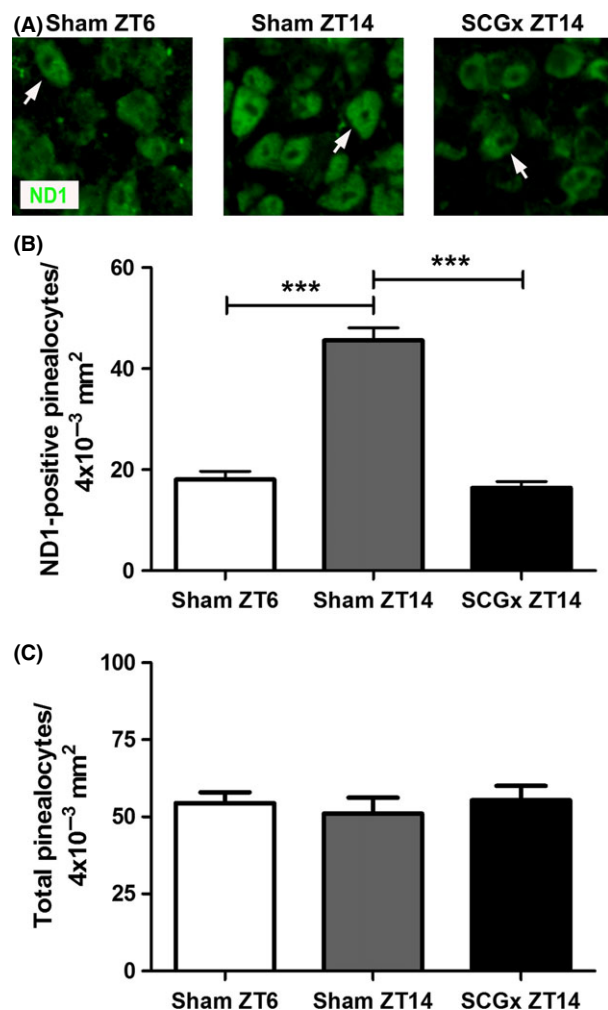 (A) Sham ZT6 Sham ZT14 SCGx ZT14
ND1
(B)
ND1-positive pinealocytes/
4x10⁻³ mm²
60
40
20
0
***
***
Sham ZT6 Sham ZT14 SCGx ZT14
(C)
Total pinealocytes/
4x10⁻³ mm²
100
75
50
25
0
Sham ZT6 Sham ZT14 SCGx ZT14